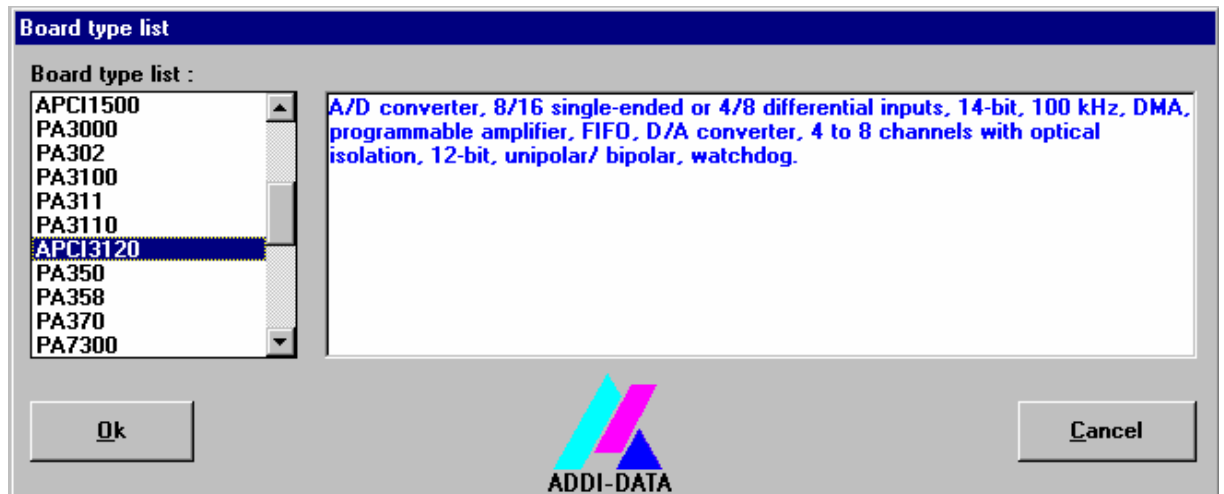 Board type list
Board type list :
APCI1500
PA3000
PA302
PA3100
PA311
PA3110
APCI3120
PA350
PA358
PA370
PA7300
A/D converter, 8/16 single-ended or 4/8 differential inputs, 14-bit, 100 kHz, DMA,
programmable amplifier, FIFO, D/A converter, 4 to 8 channels with optical
isolation, 12-bit, unipolar/ bipolar, watchdog.
Ok
Cancel
ADDI-DATA